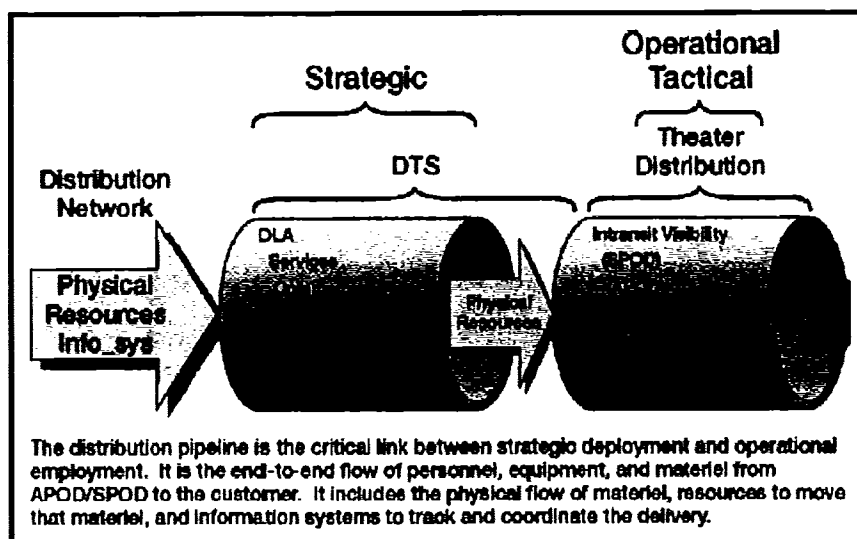 Operational
Tactical
Strategic
Theater
Distribution
DTS
Distribution
Network
DLA
Services
Intransit Visibility
(SPOD)
Physical
Resources
Info_sys
Physical
Resources
The distribution pipeline is the critical link between strategic deployment and operational
employment. It is the end-to-end flow of personnel, equipment, and materiel from
APOD/SPOD to the customer. It includes the physical flow of materiel, resources to move
that materiel, and information systems to track and coordinate the delivery.